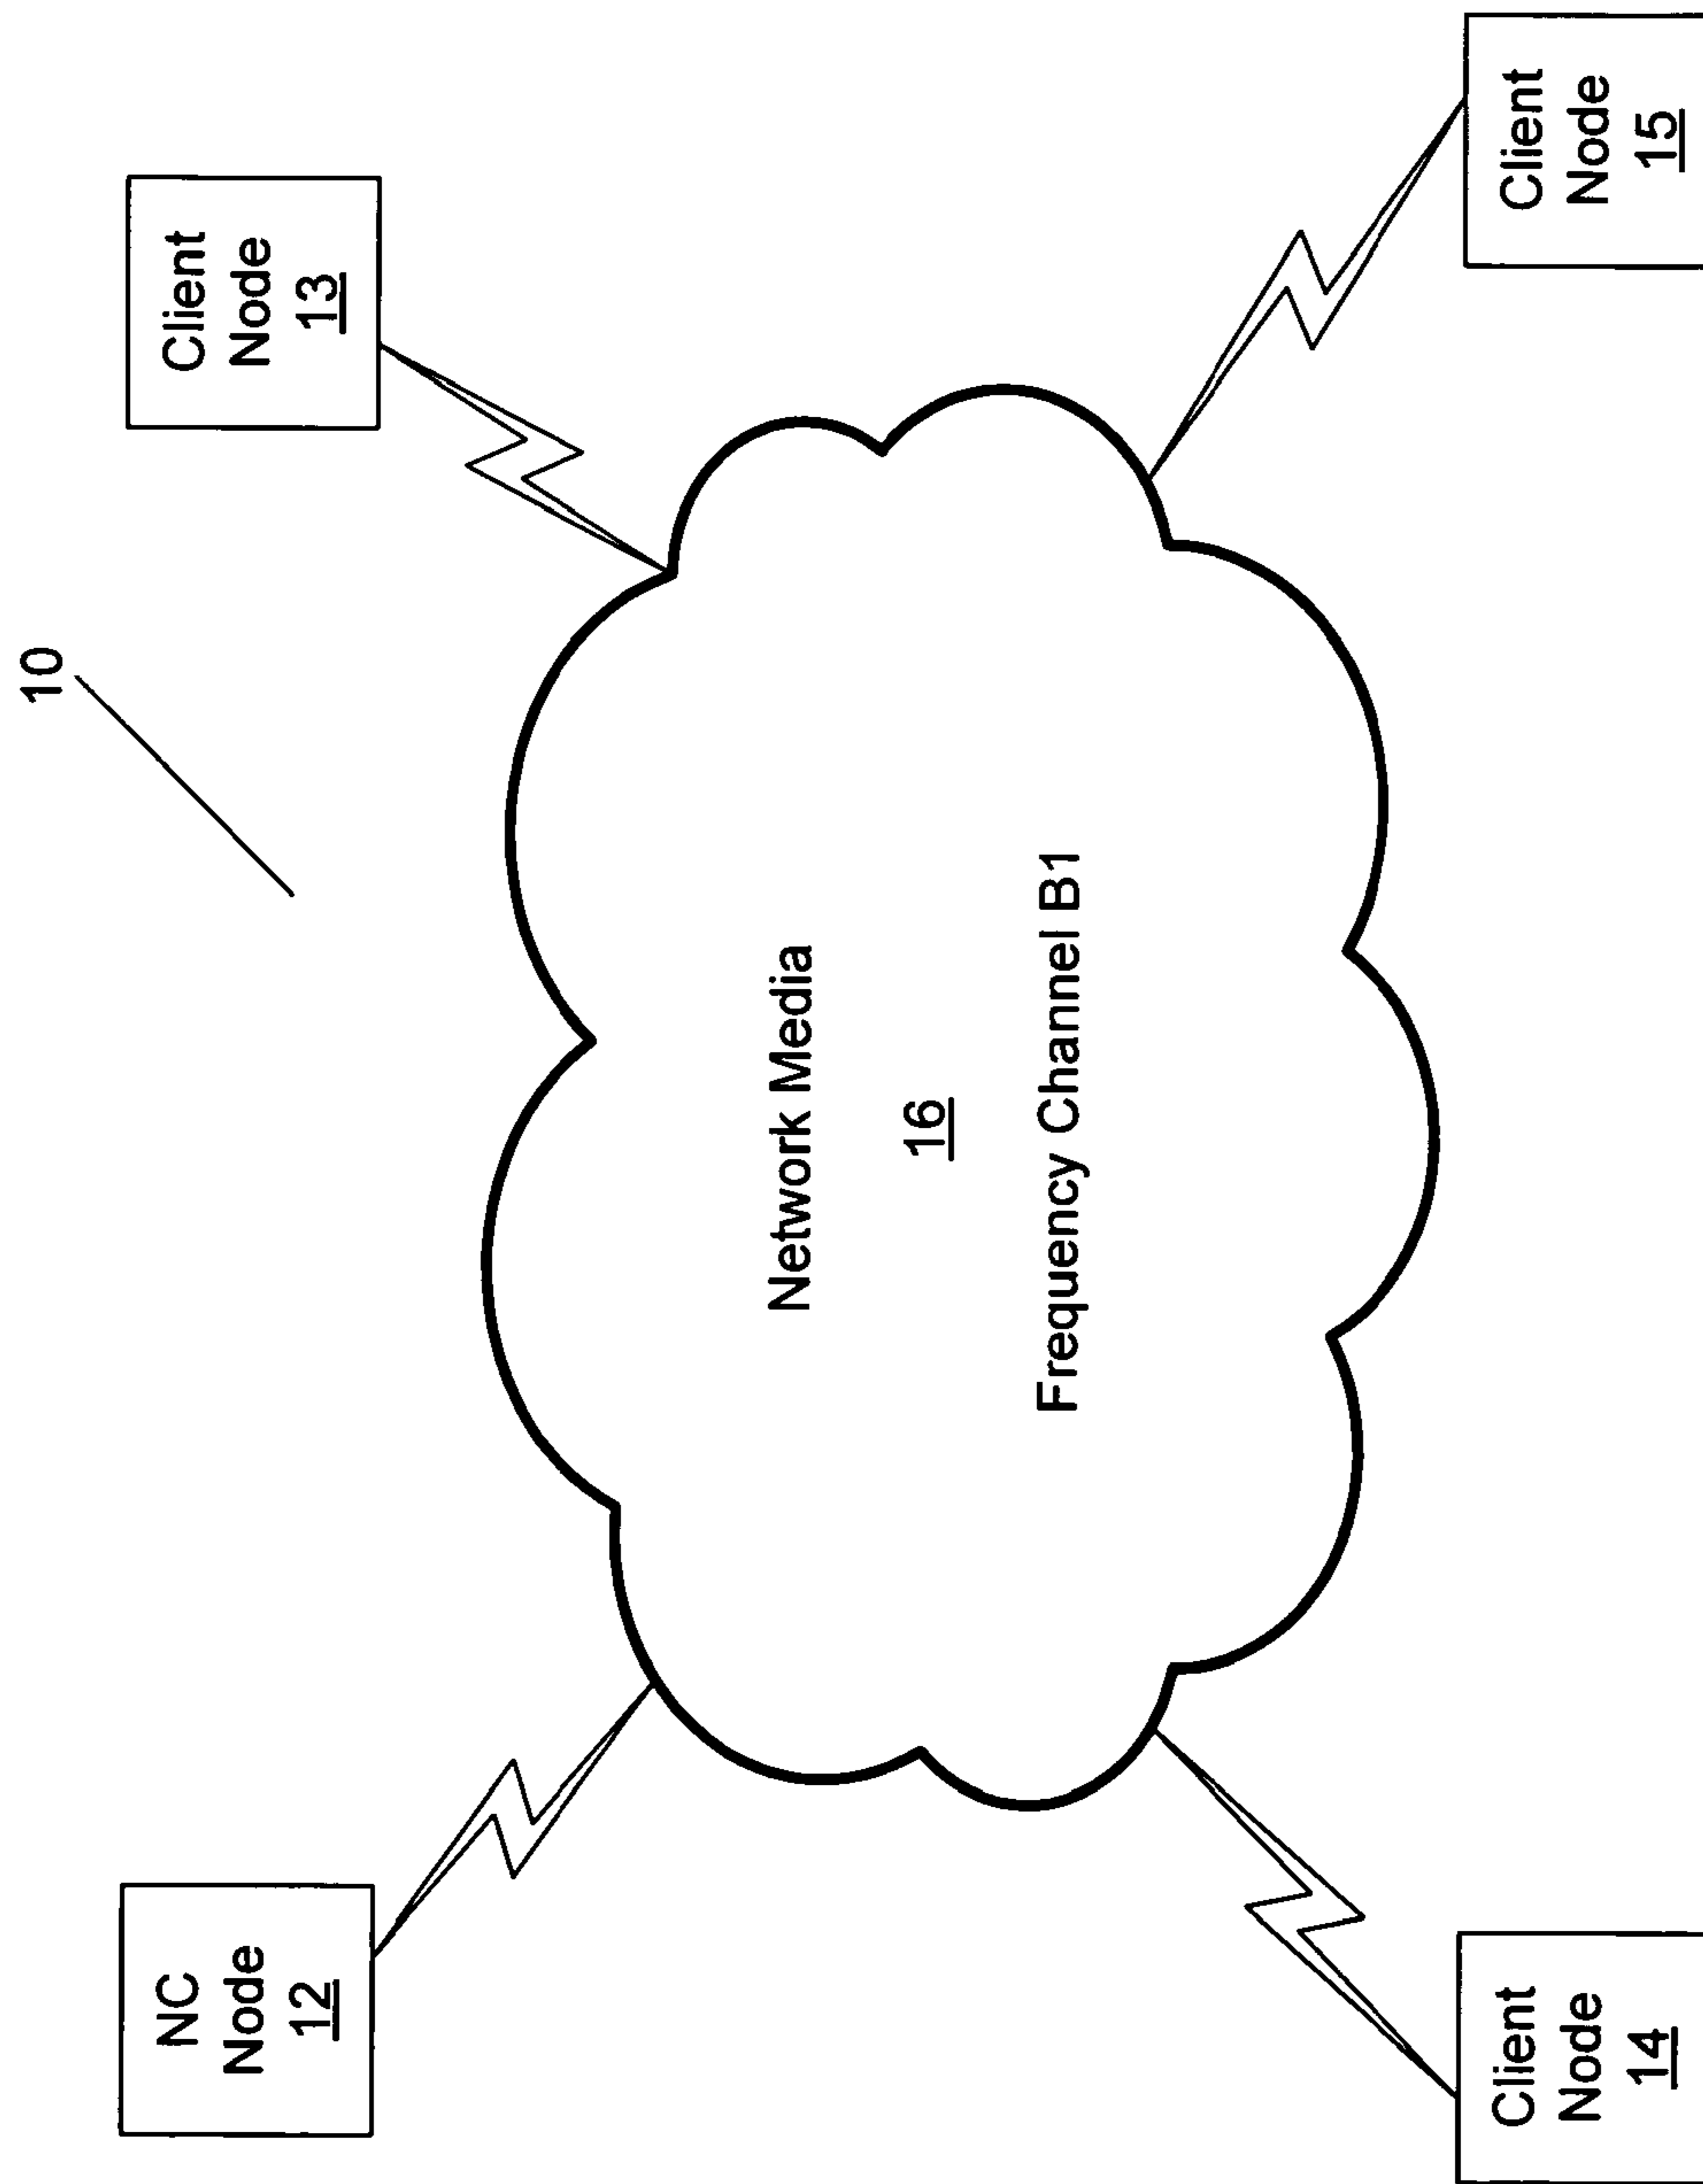 10
NC
Node
12
Client
Node
13
Network Media
16
Frequency Channel B1
Client
Node
14
Client
Node
15